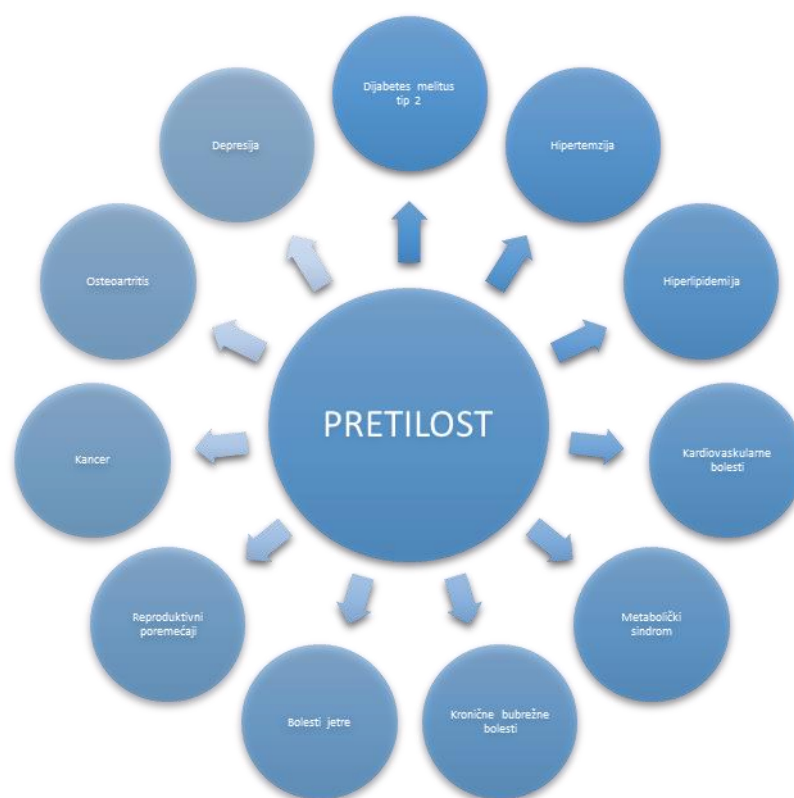 Dijabetes melitus
tip 2
Hipertemzija
Hiperlipidemija
Kardiovaskularne
bolesti
Metabolički
sindrom
Kronične bubrežne
bolesti
Bolesti jetre
Reproduktivni
poremećaji
Kancer
Osteoartritis
Depresija
PRETILOST